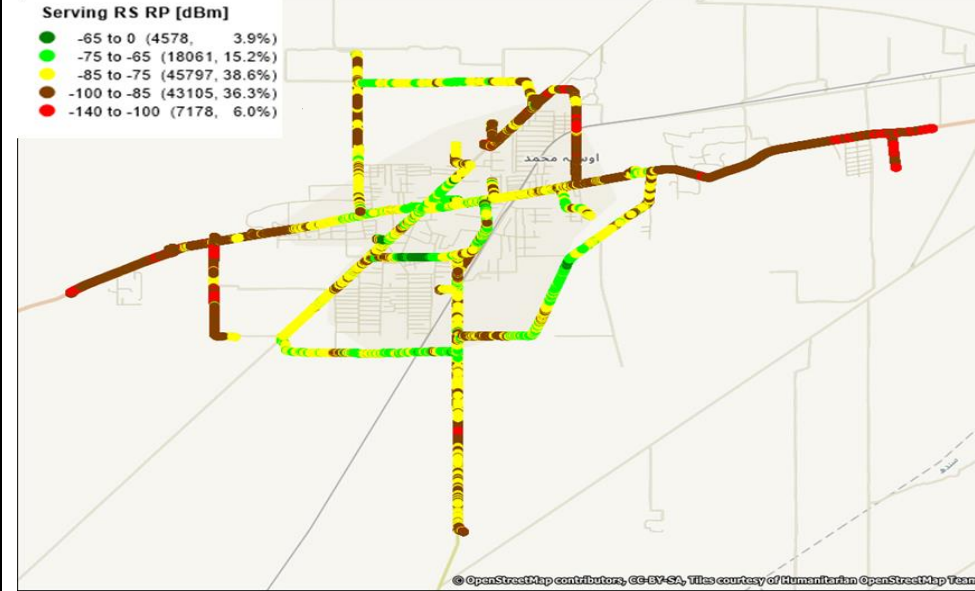 Serving RS RP [dBm]
-65 to 0 (4578, 3.9%)
-75 to -65 (18061, 15.2%)
-85 to -75 (45797, 38.6%)
-100 to -85 (43105, 36.3%)
-140 to -100 (7178, 6.0%)
محمد
سندھ
© OpenStreetMap contributors, CC-BY-SA, Tiles courtesy of Humanitarian OpenStreetMap Team